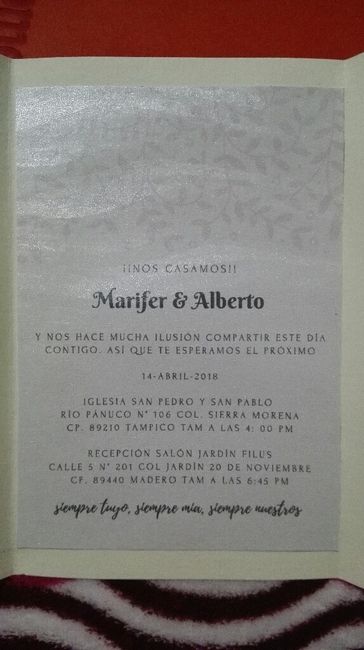 ¡¡NOS CASAMOS!!
Marifer & Alberto
Y NOS HACE MUCHA ILUSIÓN COMPARTIR ESTE DÍA
CONTIGO. ASÍ QUE TE ESPERAMOS EL PRÓXIMO
14-ABRIL-2018
IGLESIA SAN PEDRO Y SAN PABLO
RÍO PÁNUCO N° 106 COL. SIERRA MORENA
CP. 89210 TAMPICO TAM A LAS 4: 00 PM
RECEPCIÓN SALÓN JARDÍN FILUS
CALLE 5 N° 201 COL JARDÍN 20 DE NOVIEMBRE
CP. 89440 MADERO TAM A LAS 6:45 PM
siempre tuyo, siempre mía, siempre nuestros